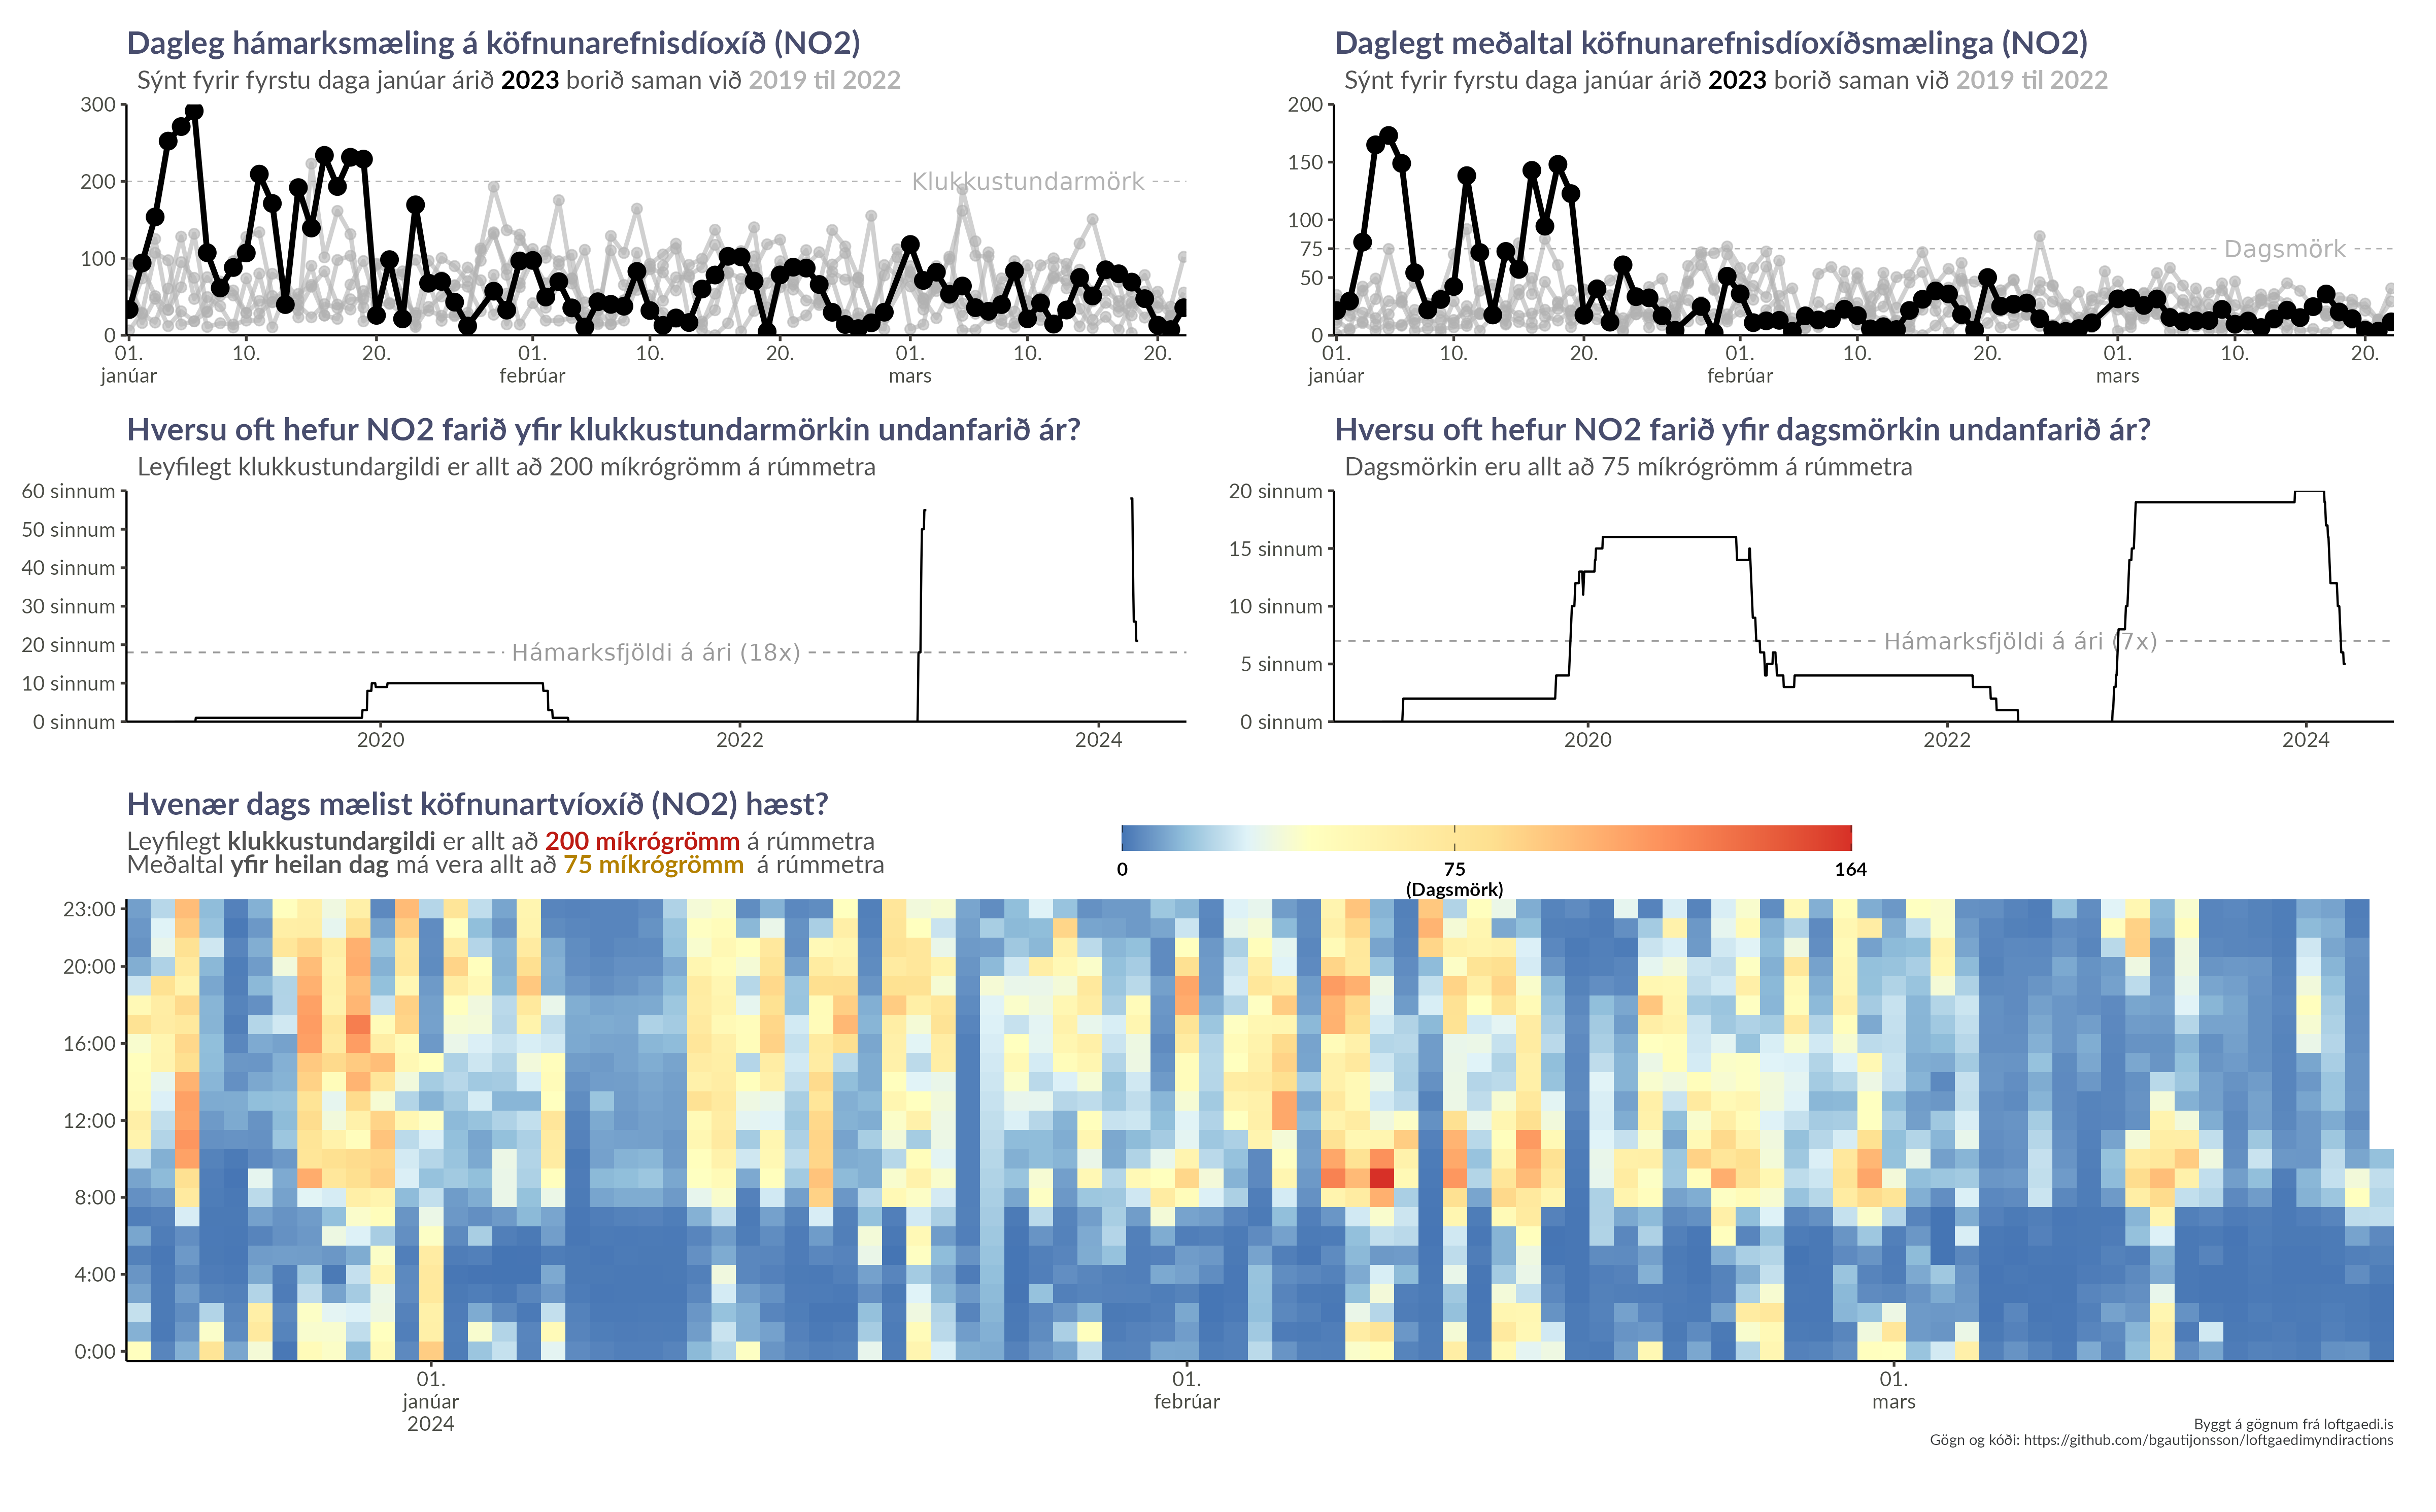 Dagleg hámarksmæling á köfnunarefnisdíoxíð (NO2)
Sýnt fyrir fyrstu daga janúar árið 2023 borið saman við 2019 til 2022
300
200
100
0
Klukkustundarmörk
01. 10. 20. 01. 10. 20. 01. 10. 20.
janúar febrúar mars
Daglegt meðaltal köfnunarefnisdíoxíðsmælinga (NO2)
Sýnt fyrir fyrstu daga janúar árið 2023 borið saman við 2019 til 2022
200
150
100
75
50
0
Dagsmörk
01. 10. 20. 01. 10. 20. 01. 10. 20.
janúar febrúar mars
Hversu oft hefur NO2 farið yfir klukkustundarmörkin undanfarið ár?
Leyfilegt klukkustundargildi er allt að 200 míkrógrömm á rúmmetra
60 sinnum
50 sinnum
40 sinnum
30 sinnum
20 sinnum
10 sinnum
0 sinnum
Hámarksfjöldi á ári (18x)
2020 2022 2024
Hversu oft hefur NO2 farið yfir dagsmörkin undanfarið ár?
Dagsmörkin eru allt að 75 míkrógrömm á rúmmetra
20 sinnum
15 sinnum
10 sinnum
5 sinnum
0 sinnum
Hámarksfjöldi á ári (7x)
2020 2022 2024
Hvenær dags mælist köfnunartvíoxíð (NO2) hæst?
Leyfilegt klukkustundargildi er allt að 200 míkrógrömm á rúmmetra
Meðaltal yfir heilan dag má vera allt að 75 míkrógrömm á rúmmetra
0 75 164
(Dagsmörk)
23:00
20:00
16:00
12:00
8:00
4:00
0:00
01. 01. 01.
janúar febrúar mars
2024
Byggt á gögnum frá loftgaedi.is
Gögn og kóði: https://github.com/bgautijonsson/loftgaedimyndiractions